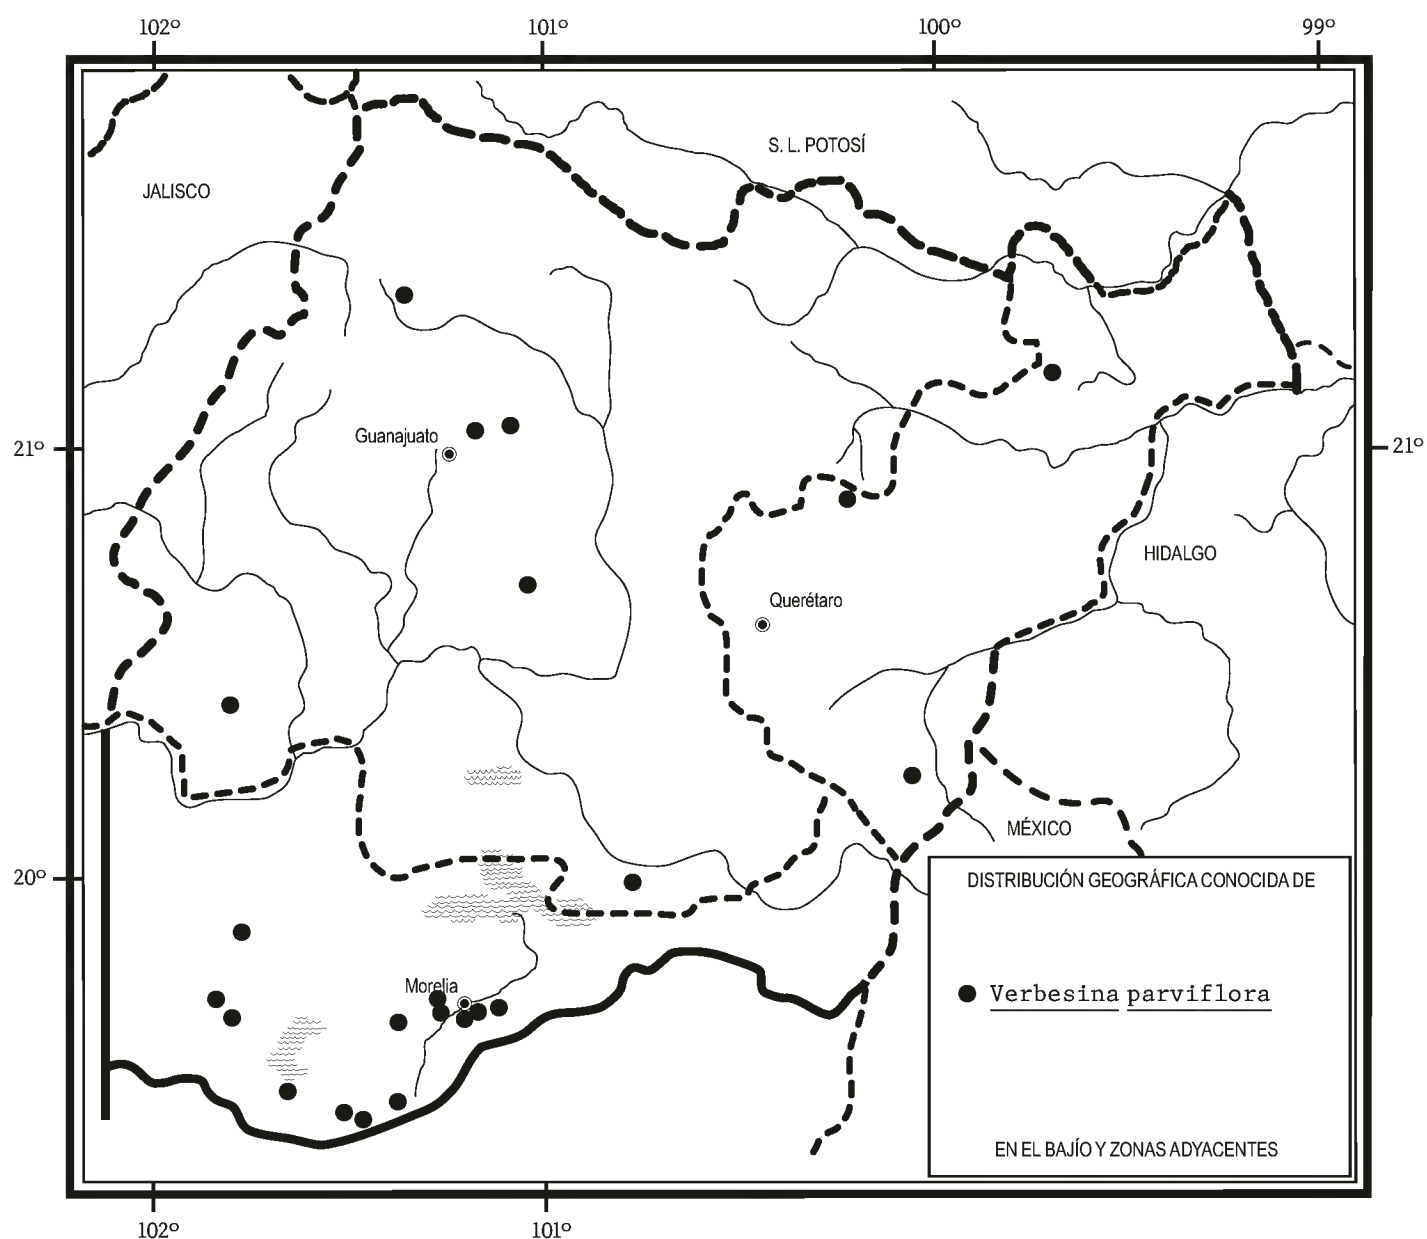 102º 101º 100º 99º
S. L. POTOSÍ
JALISCO
Guanajuato
21º 21º
HIDALGO
Querétaro
MÉXICO
20º
DISTRIBUCIÓN GEOGRÁFICA CONOCIDA DE
Morelia
Verbesina parviflora
EN EL BAJÍO Y ZONAS ADYACENTES
102º 101º